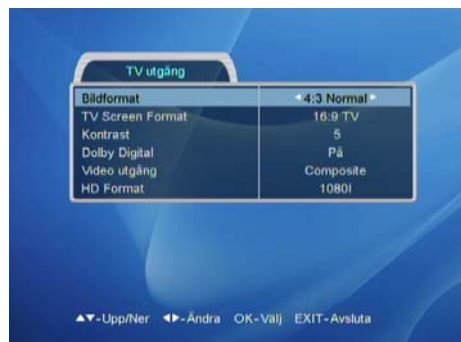 TV utgång
Bildformat ◄ 4:3 Normal ►
TV Screen Format 16:9 TV
Kontrast 5
Dolby Digital På
Video utgång Composite
HD Format 1080I
▲▼-Upp/Ner ◄►-Ändra OK-Välj EXIT-Avsluta